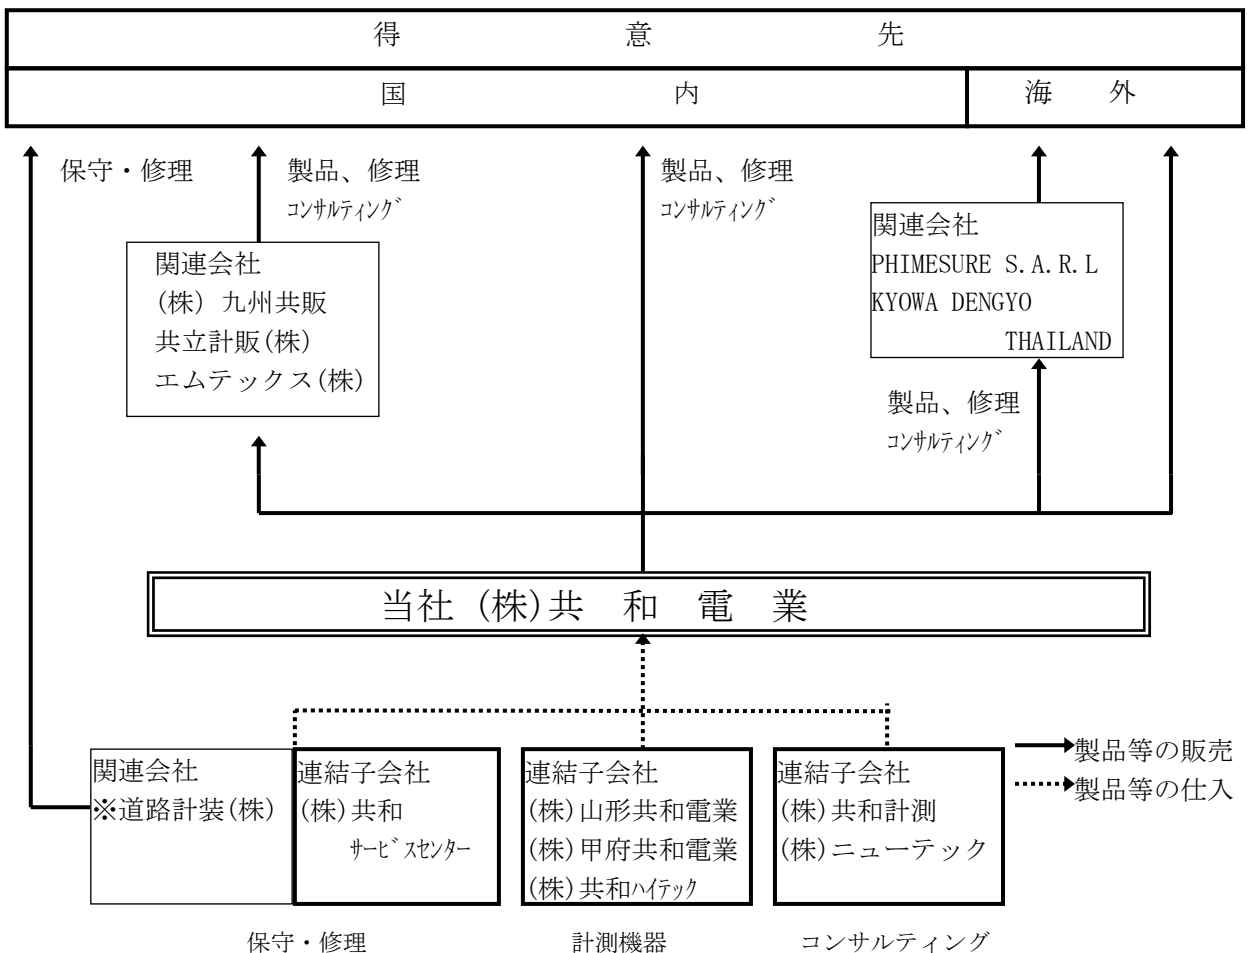 得意先
国内
海外
保守・修理
製品、修理
ｺﾝｻﾙﾃｨﾝｸﾞ
製品、修理
ｺﾝｻﾙﾃｨﾝｸﾞ
関連会社
(株) 九州共販
共立計販(株)
エムテックス(株)
関連会社
PHIMESURE S.A.R.L
KYOWA DENGYO
THAILAND
製品、修理
ｺﾝｻﾙﾃｨﾝｸﾞ
当社 (株)共和電業
関連会社
※道路計装(株)
連結子会社
(株)共和
ｻｰﾋﾞｽｾﾝﾀｰ
連結子会社
(株)山形共和電業
(株)甲府共和電業
(株)共和ﾊｲﾃｯｸ
連結子会社
(株)共和計測
(株)ニューテック
製品等の販売
製品等の仕入
保守・修理
計測機器
コンサルティング